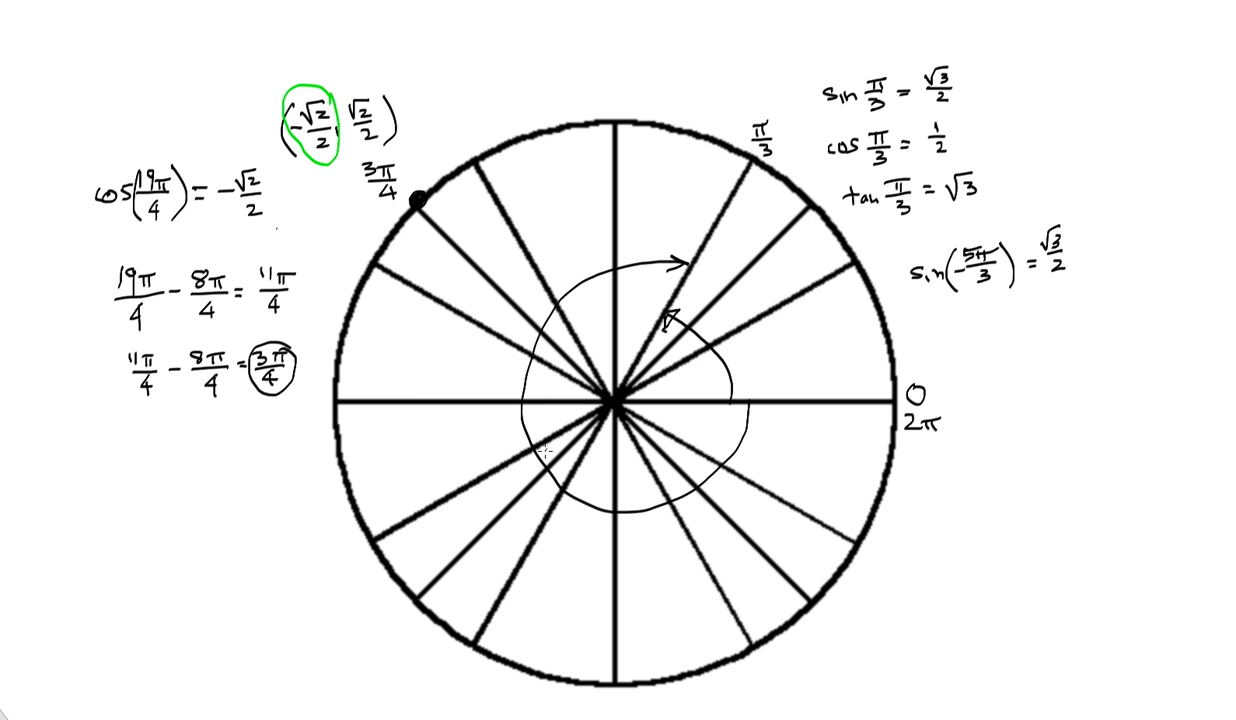 (-√2/2, √2/2)
3π/4
cos(19π/4) = -√2/2
19π/4 - 8π/4 = 11π/4
11π/4 - 8π/4 = 3π/4
π/3
sin π/3 = √3/2
cos π/3 = 1/2
tan π/3 = √3
sin(-5π/3) = √3/2
0
2π